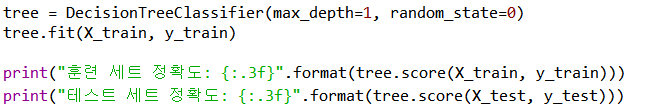 tree = DecisionTreeClassifier(max_depth=1, random_state=0)
tree.fit(X_train, y_train)
print("훈련 세트 정확도: {:.3f}".format(tree.score(X_train, y_train)))
print("테스트 세트 정확도: {:.3f}".format(tree.score(X_test, y_test)))